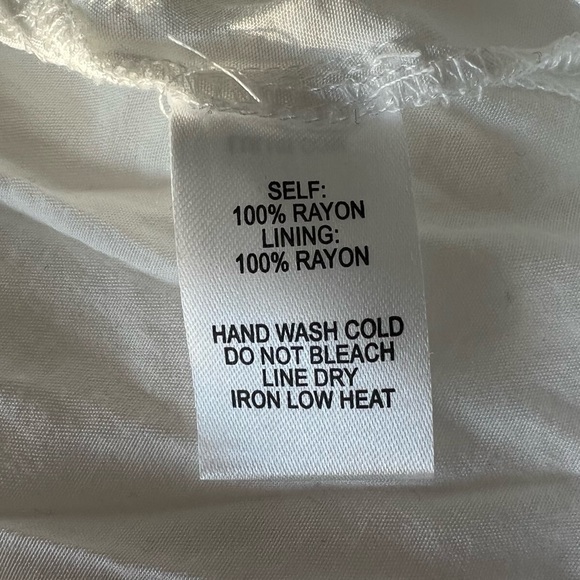 SELF:
100% RAYON
LINING:
100% RAYON
HAND WASH COLD
DO NOT BLEACH
LINE DRY
IRON LOW HEAT